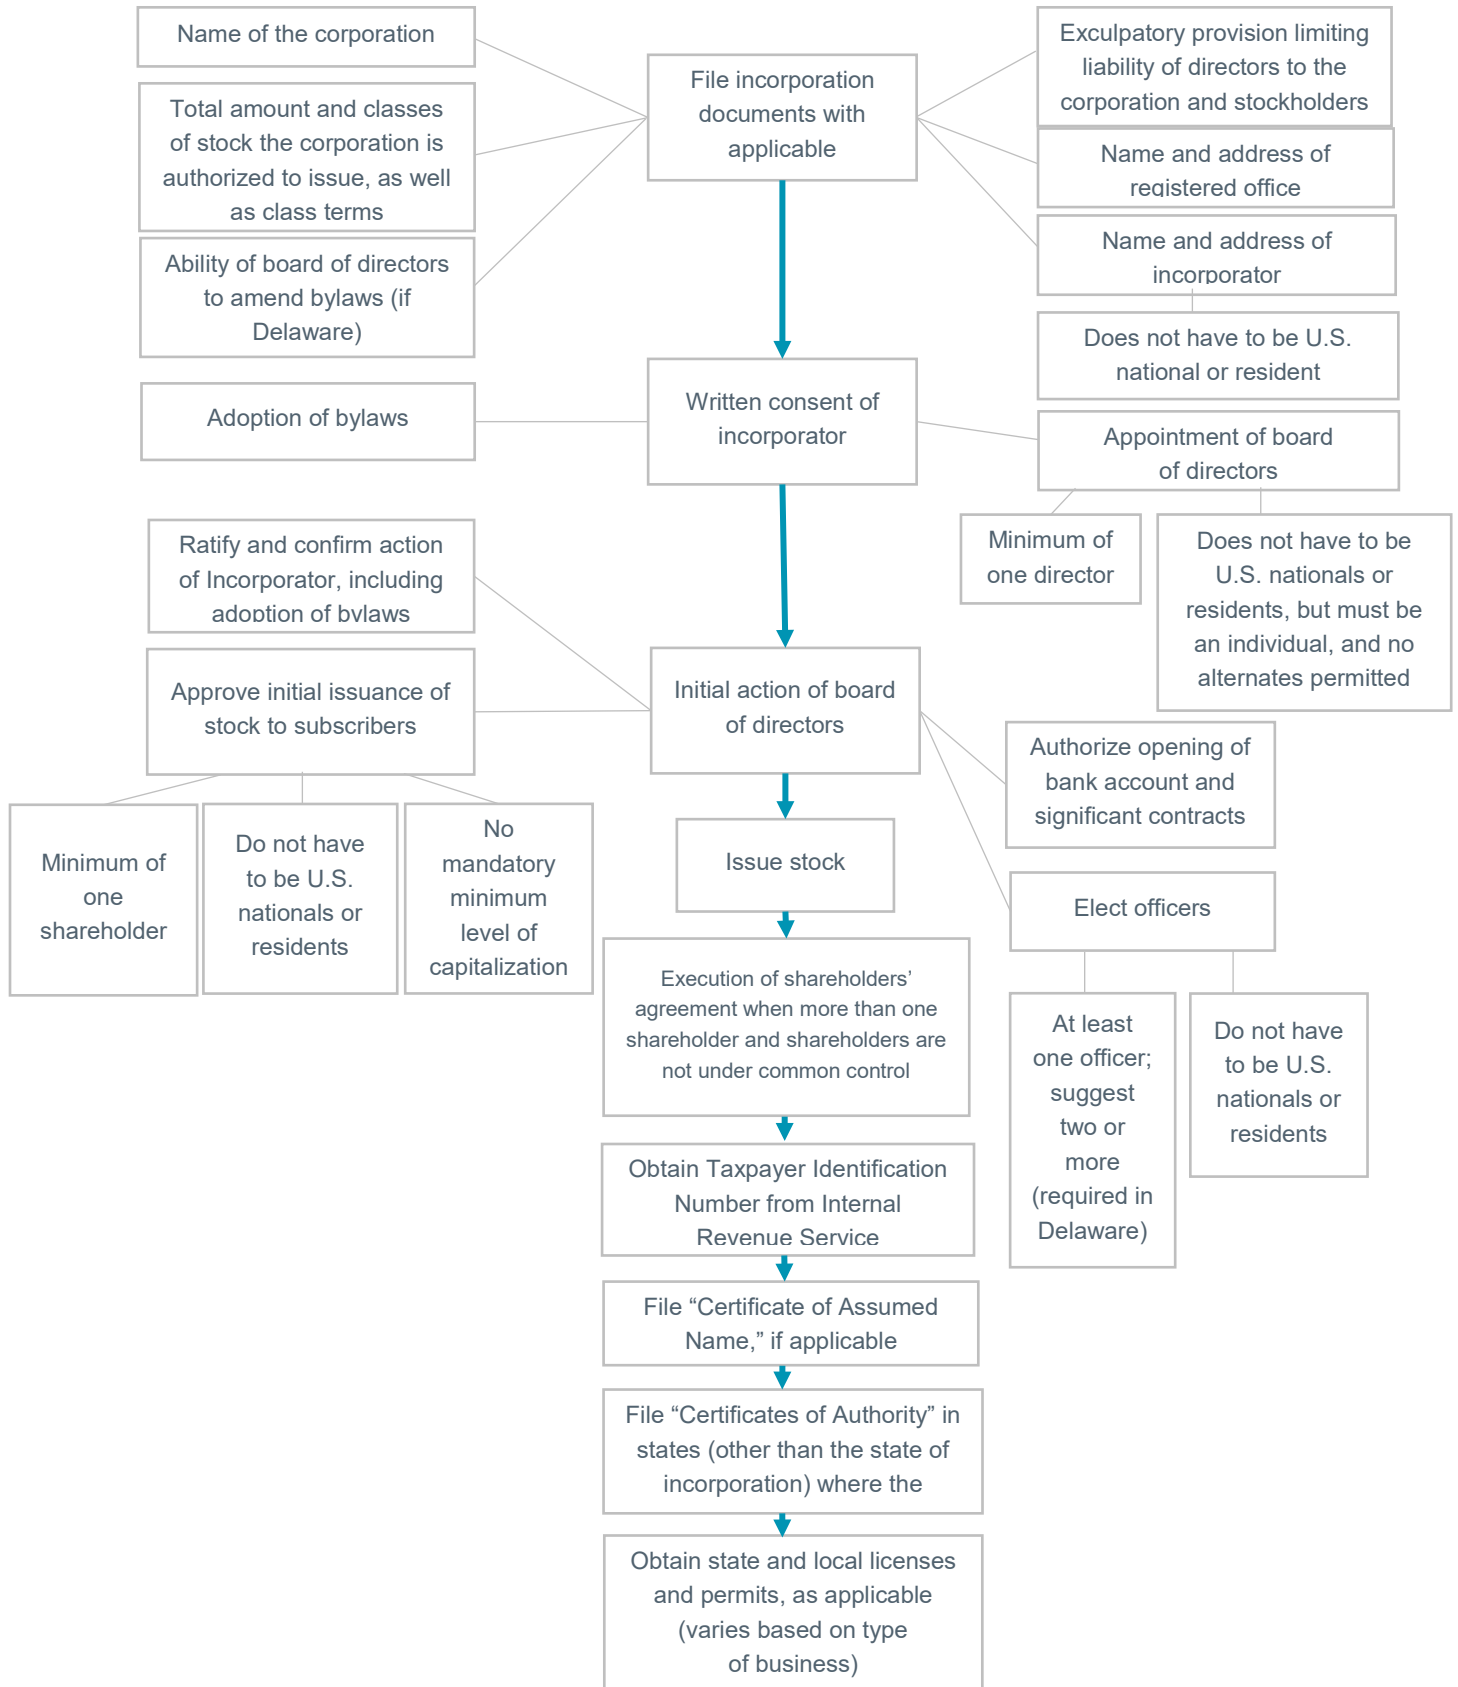 Name of the corporation
Total amount and classes
of stock the corporation is
authorized to issue, as well
as class terms
Ability of board of directors
to amend bylaws (if
Delaware)
File incorporation
documents with
applicable
Exculpatory provision limiting
liability of directors to the
corporation and stockholders
Name and address of
registered office
Name and address of
incorporator
Does not have to be U.S.
national or resident
Adoption of bylaws
Written consent of
incorporator
Appointment of board
of directors
Minimum of
one director
Does not have to be
U.S. nationals or
residents, but must be
an individual, and no
alternates permitted
Ratify and confirm action
of Incorporator, including
adoption of bylaws
Approve initial issuance of
stock to subscribers
Minimum of
one
shareholder
Do not have
to be U.S.
nationals or
residents
No
mandatory
minimum
level of
capitalization
Initial action of board
of directors
Authorize opening of
bank account and
significant contracts
Elect officers
At least
one officer;
suggest
two or
more
(required in
Delaware)
Do not have
to be U.S.
nationals or
residents
Issue stock
Execution of shareholders’
agreement when more than one
shareholder and shareholders are
not under common control
Obtain Taxpayer Identification
Number from Internal
Revenue Service
File “Certificate of Assumed
Name,” if applicable
File “Certificates of Authority” in
states (other than the state of
incorporation) where the
Obtain state and local licenses
and permits, as applicable
(varies based on type
of business)